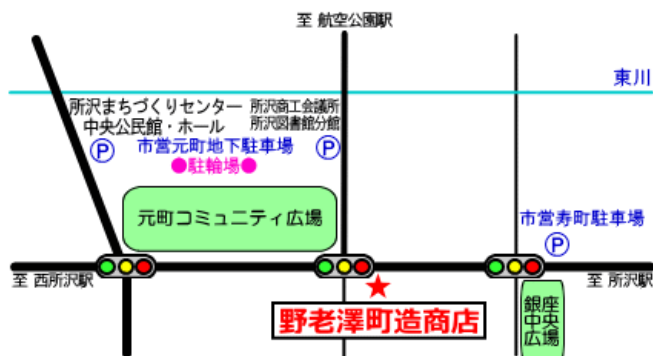 至 航空公園駅
東川
所沢まちづくりセンター
中央公民館・ホール
所沢商工会議所
所沢図書館分館
P
市営元町地下駐車場
P
●駐輪場●
元町コミュニティ広場
市営寿町駐車場
P
至 西所沢駅
至 所沢駅
野老澤町造商店
銀座
中央
広場